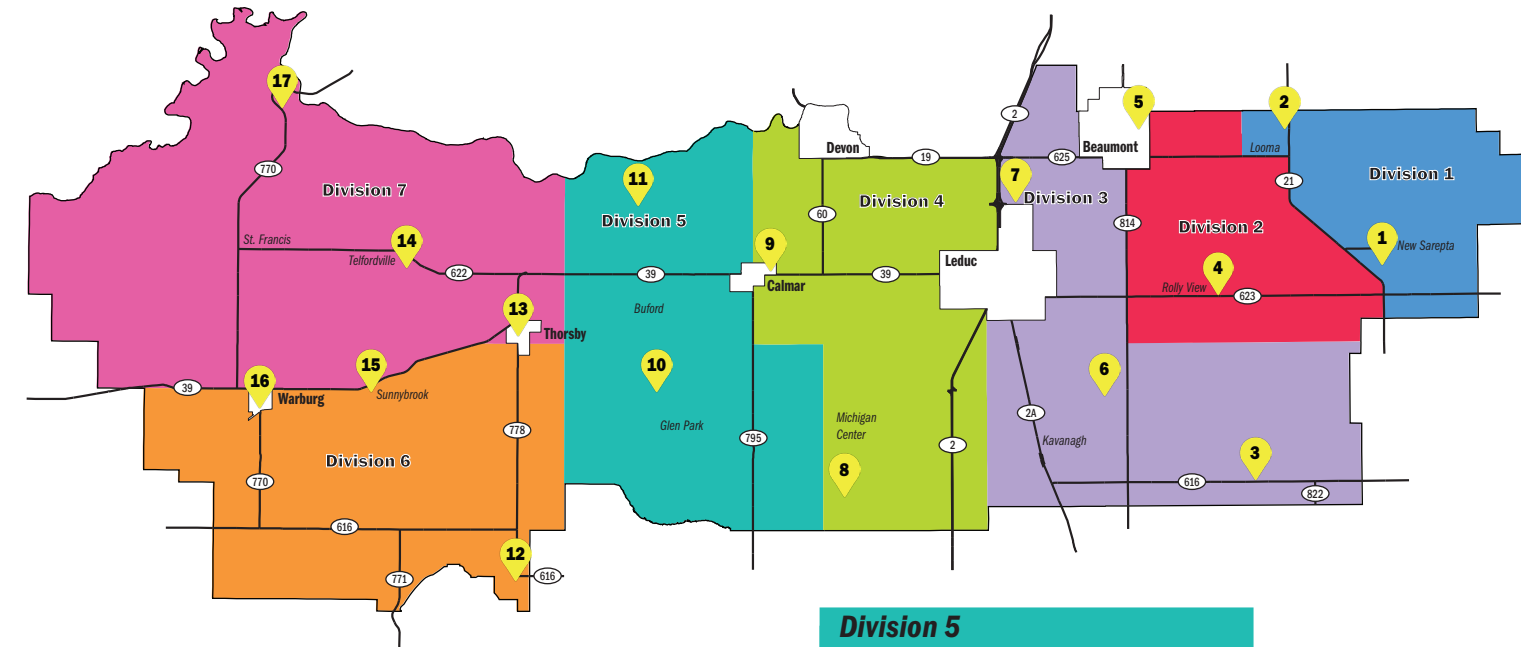 17
5
2
2
Devon
Beaumont
Looma
19
625
770
11
7
21
Division 1
Division 7
Division 5
Division 4
Division 3
60
814
Division 2
St. Francis
14
Telfordville
9
1
New Sarepta
622
39
39
Leduc
4
Calmar
Rolly View
623
13
Buford
Thorsby
15
10
6
39
16
Sunnybrook
Warburg
2A
Michigan
Center
Glen Park
778
795
2
Kavanagh
Division 6
8
3
770
616
822
616
12
771
616
Division 5